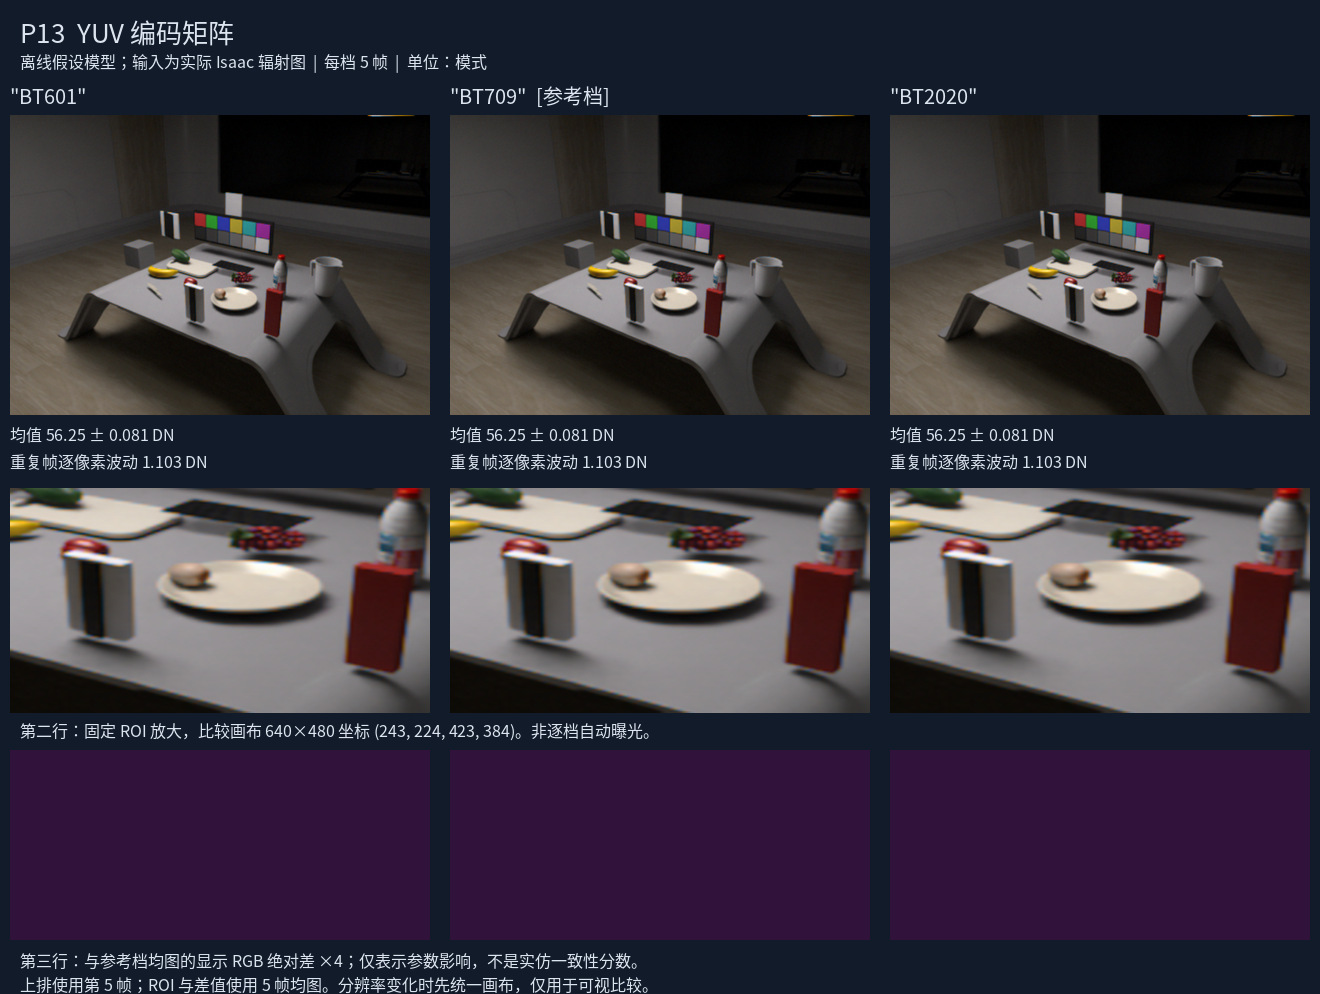 P13 YUV 编码矩阵
离线假设模型；输入为实际 Isaac 辐射图 | 每档 5 帧 | 单位：模式
"BT601"
"BT709" [参考档]
"BT2020"
均值 56.25 ± 0.081 DN
重复帧逐像素波动 1.103 DN
均值 56.25 ± 0.081 DN
重复帧逐像素波动 1.103 DN
均值 56.25 ± 0.081 DN
重复帧逐像素波动 1.103 DN
第二行：固定 ROI 放大，比较画布 640×480 坐标 (243, 224, 423, 384)。非逐档自动曝光。
第三行：与参考档均图的显示 RGB 绝对差 ×4；仅表示参数影响，不是实仿一致性分数。
上排使用第 5 帧；ROI 与差值使用 5 帧均图。分辨率变化时先统一画布，仅用于可视比较。